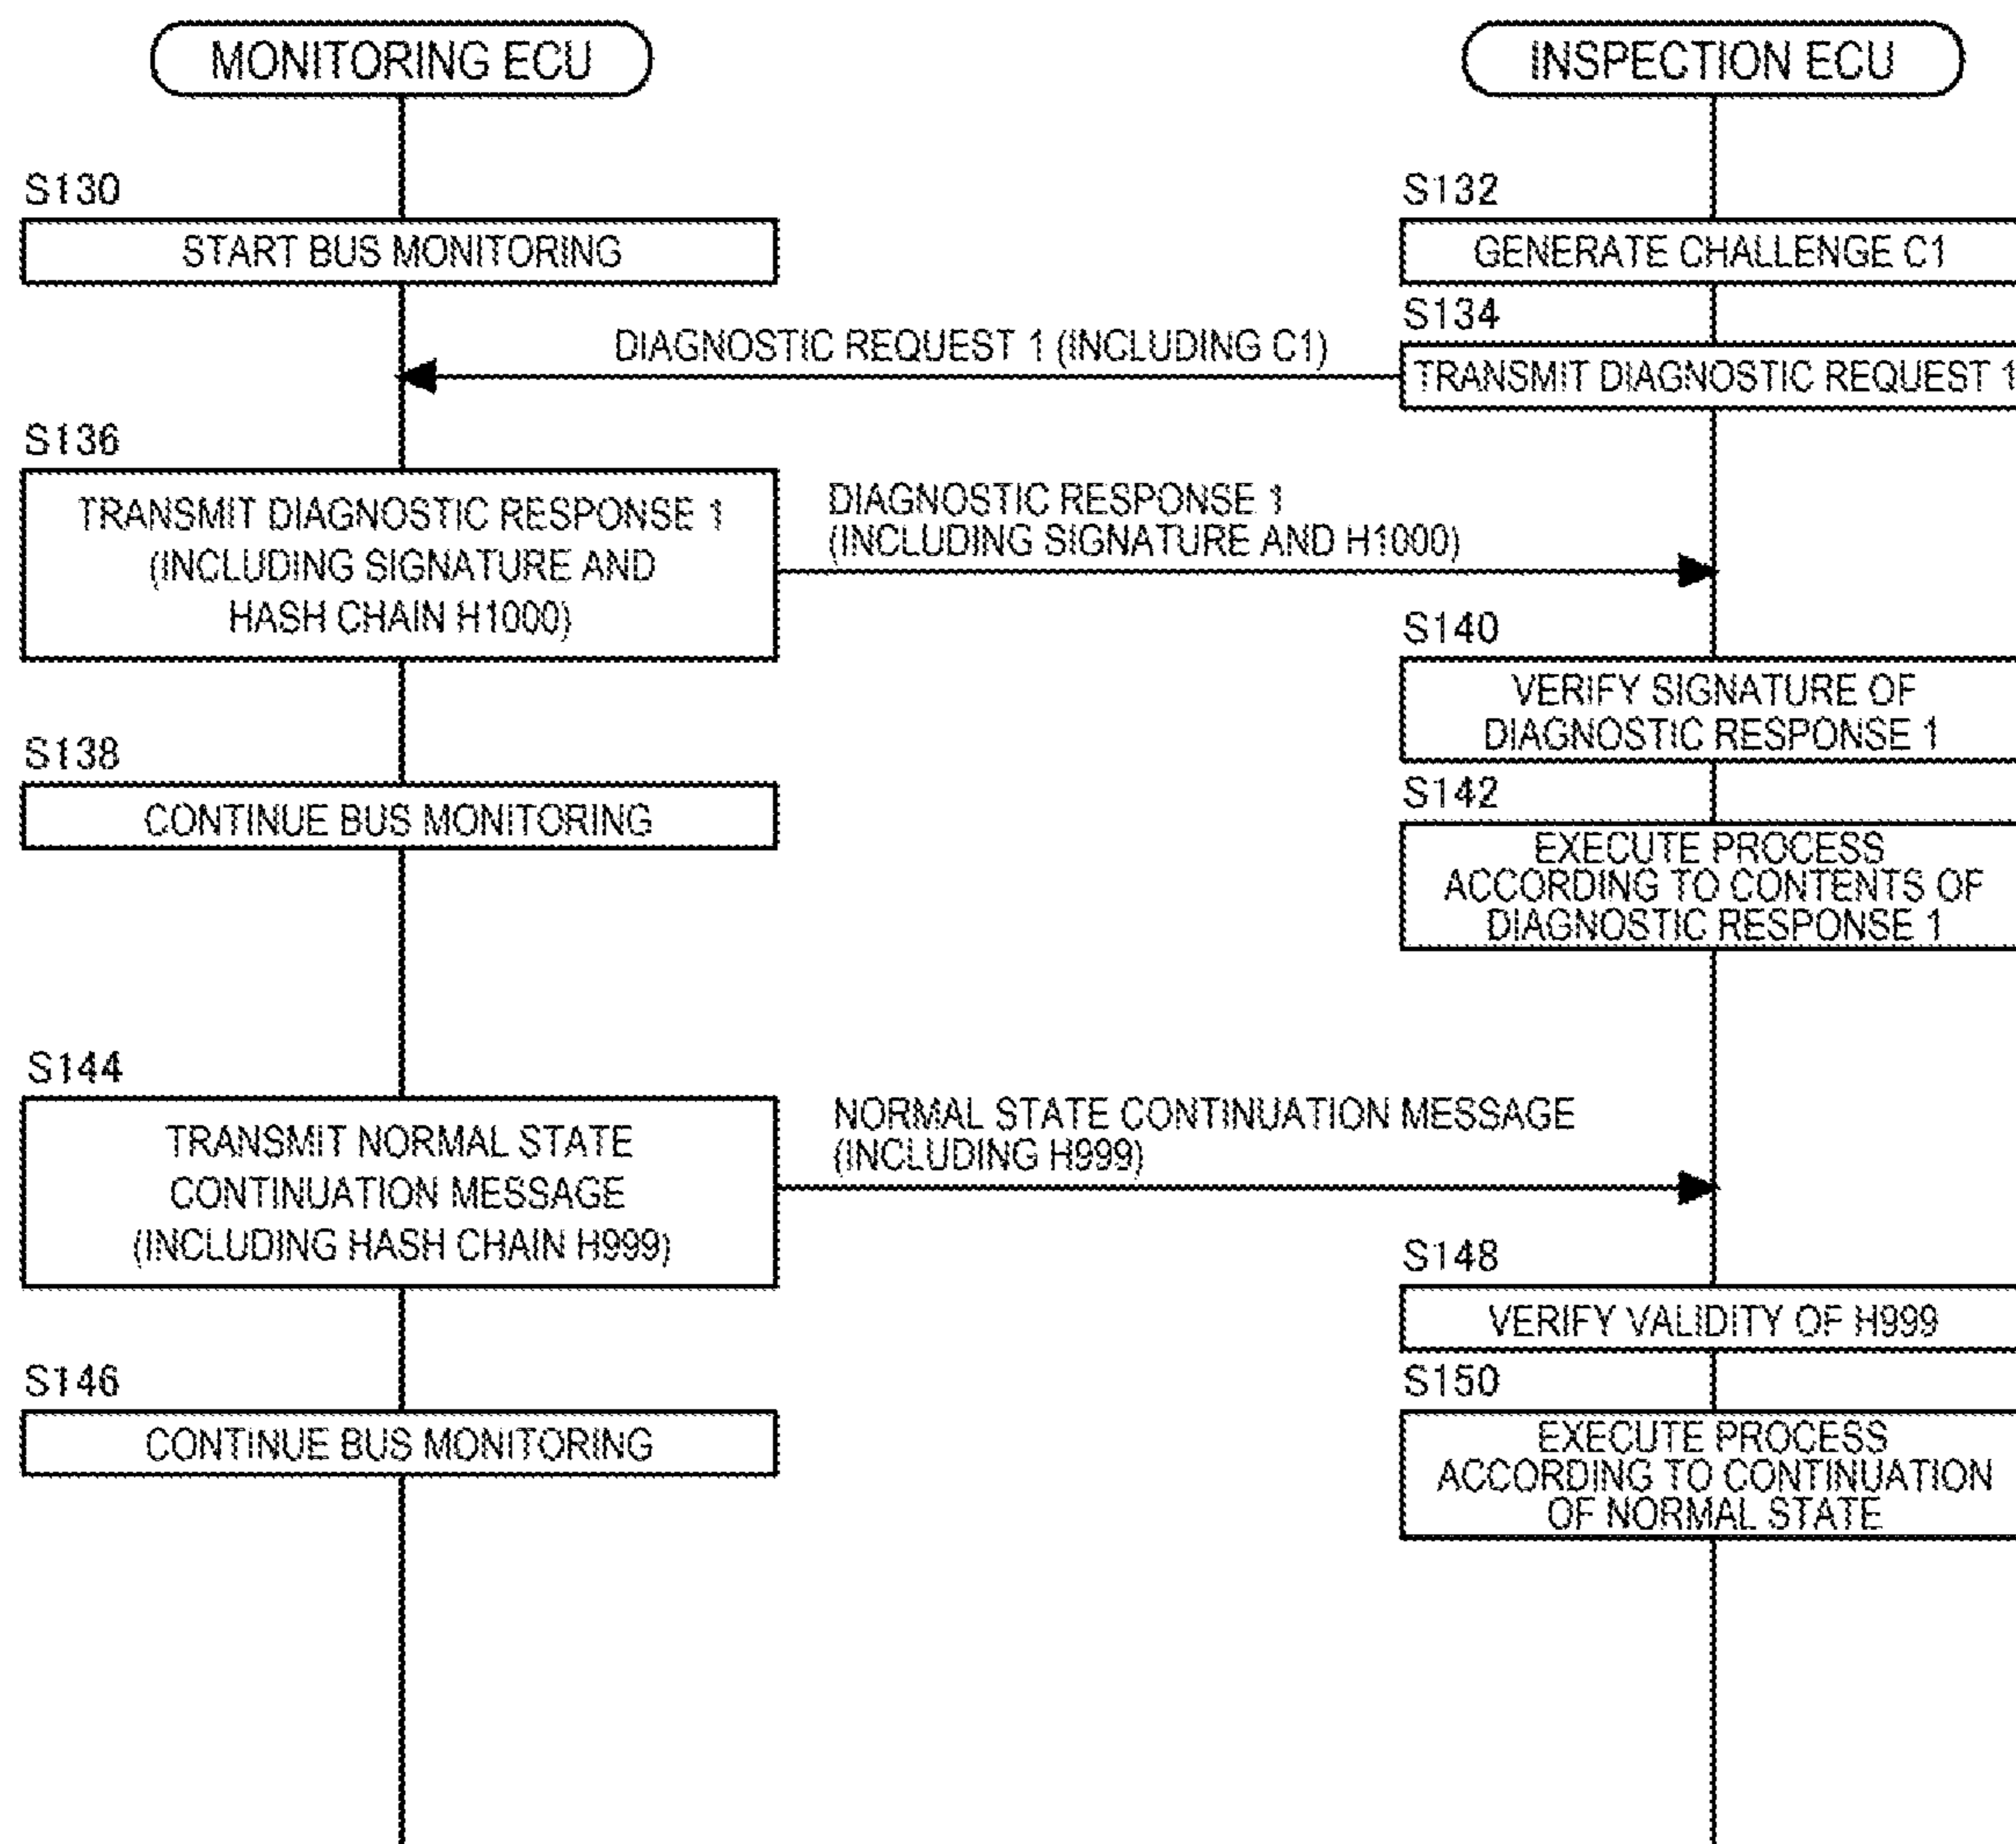 MONITORING ECU
INSPECTION ECU
S130
START BUS MONITORING
S132
GENERATE CHALLENGE C1
S134
TRANSMIT DIAGNOSTIC REQUEST 1
DIAGNOSTIC REQUEST 1 (INCLUDING C1)
S136
TRANSMIT DIAGNOSTIC RESPONSE 1
(INCLUDING SIGNATURE AND
HASH CHAIN H1000)
DIAGNOSTIC RESPONSE 1
(INCLUDING SIGNATURE AND H1000)
S140
VERIFY SIGNATURE OF
DIAGNOSTIC RESPONSE 1
S138
CONTINUE BUS MONITORING
S142
EXECUTE PROCESS
ACCORDING TO CONTENTS OF
DIAGNOSTIC RESPONSE 1
S144
TRANSMIT NORMAL STATE
CONTINUATION MESSAGE
(INCLUDING HASH CHAIN H999)
NORMAL STATE CONTINUATION MESSAGE
(INCLUDING H999)
S148
VERIFY VALIDITY OF H999
S146
CONTINUE BUS MONITORING
S150
EXECUTE PROCESS
ACCORDING TO CONTINUATION
OF NORMAL STATE